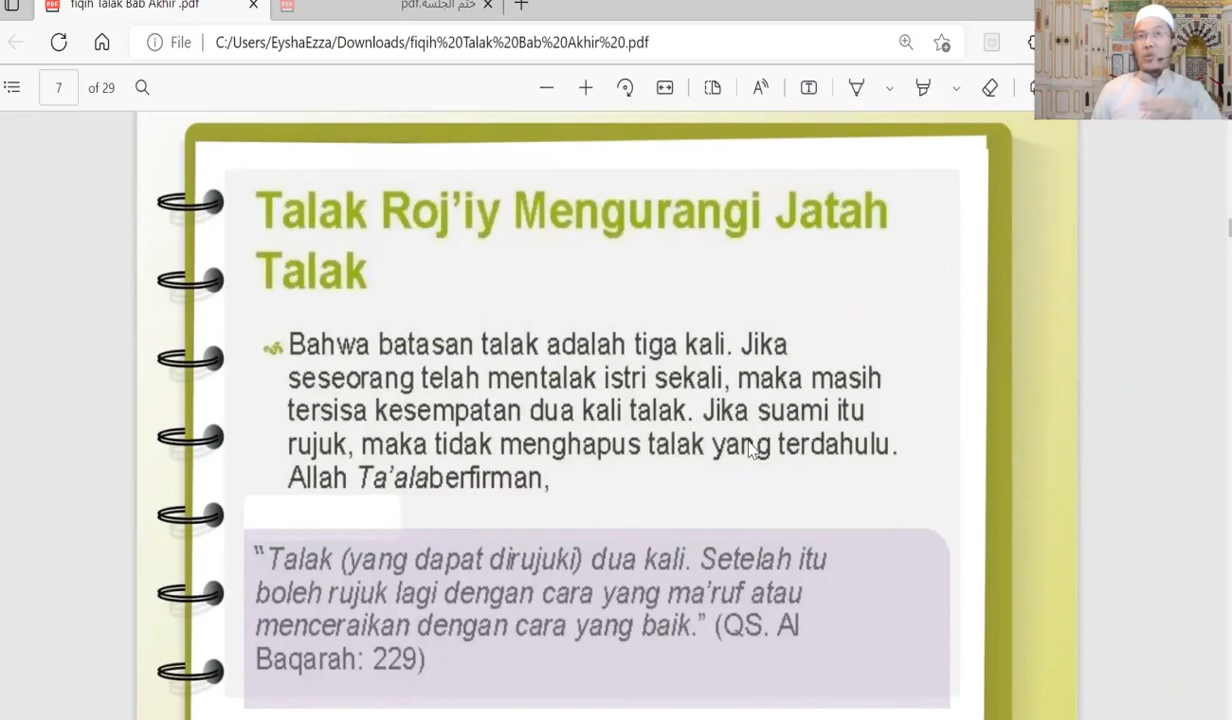 fiqih Talak Bab Akhir .pdf
ختم الجلسة.pdf
File
C:/Users/EyshaEzza/Downloads/fiqih%20Talak%20Bab%20Akhir%20.pdf
7 of 29
Talak Roj’iy Mengurangi Jatah
Talak
Bahwa batasan talak adalah tiga kali. Jika
seseorang telah mentalak istri sekali, maka masih
tersisa kesempatan dua kali talak. Jika suami itu
rujuk, maka tidak menghapus talak yang terdahulu.
Allah Ta’alaberfirman,
“Talak (yang dapat dirujuki) dua kali. Setelah itu
boleh rujuk lagi dengan cara yang ma’ruf atau
menceraikan dengan cara yang baik.” (QS. Al
Baqarah: 229)